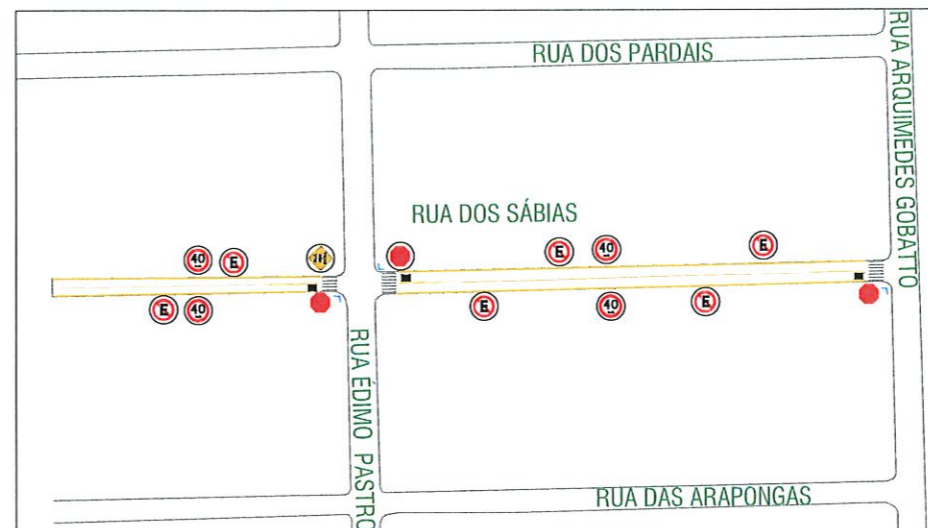 RUA DOS PARDAIS
RUA ARQUIMEDES GOBATTO
RUA DOS SÁBIAS
40
E
E
40
E
E
40
E
40
E
RUA ÉDIMO PASTRO
RUA DAS ARAPONGAS